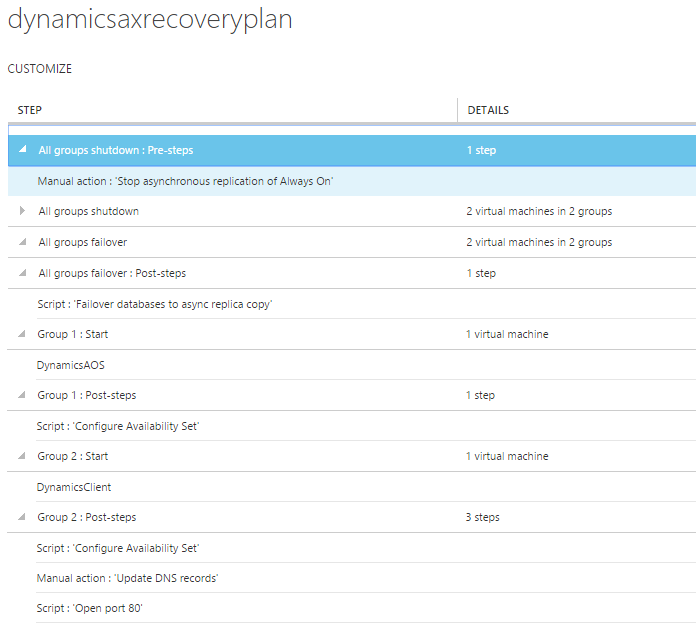 dynamicsaxrecoveryplan
CUSTOMIZE
STEP DETAILS
All groups shutdown : Pre-steps 1 step
Manual action : 'Stop asynchronous replication of Always On'
All groups shutdown 2 virtual machines in 2 groups
All groups failover 2 virtual machines in 2 groups
All groups failover : Post-steps 1 step
Script : 'Failover databases to async replica copy'
Group 1 : Start 1 virtual machine
DynamicsAOS
Group 1 : Post-steps 1 step
Script : 'Configure Availability Set'
Group 2 : Start 1 virtual machine
DynamicsClient
Group 2 : Post-steps 3 steps
Script : 'Configure Availability Set'
Manual action : 'Update DNS records'
Script : 'Open port 80'